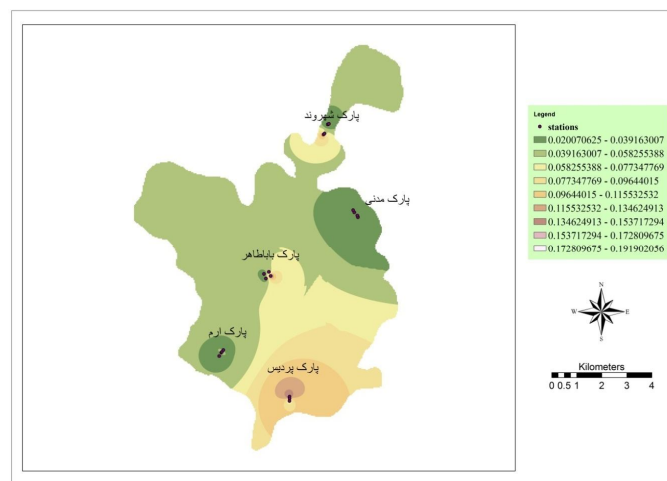 پارک شهروند
پارک مدنی
پارک باباطاهر
پارک ارم
پارک پردیس
Legend
stations
0.020070625 - 0.039163007
0.039163007 - 0.058255388
0.058255388 - 0.077347769
0.077347769 - 0.09644015
0.09644015 - 0.115532532
0.115532532 - 0.134624913
0.134624913 - 0.153717294
0.153717294 - 0.172809675
0.172809675 - 0.191902056
N
W E
S
Kilometers
0 0.5 1 2 3 4